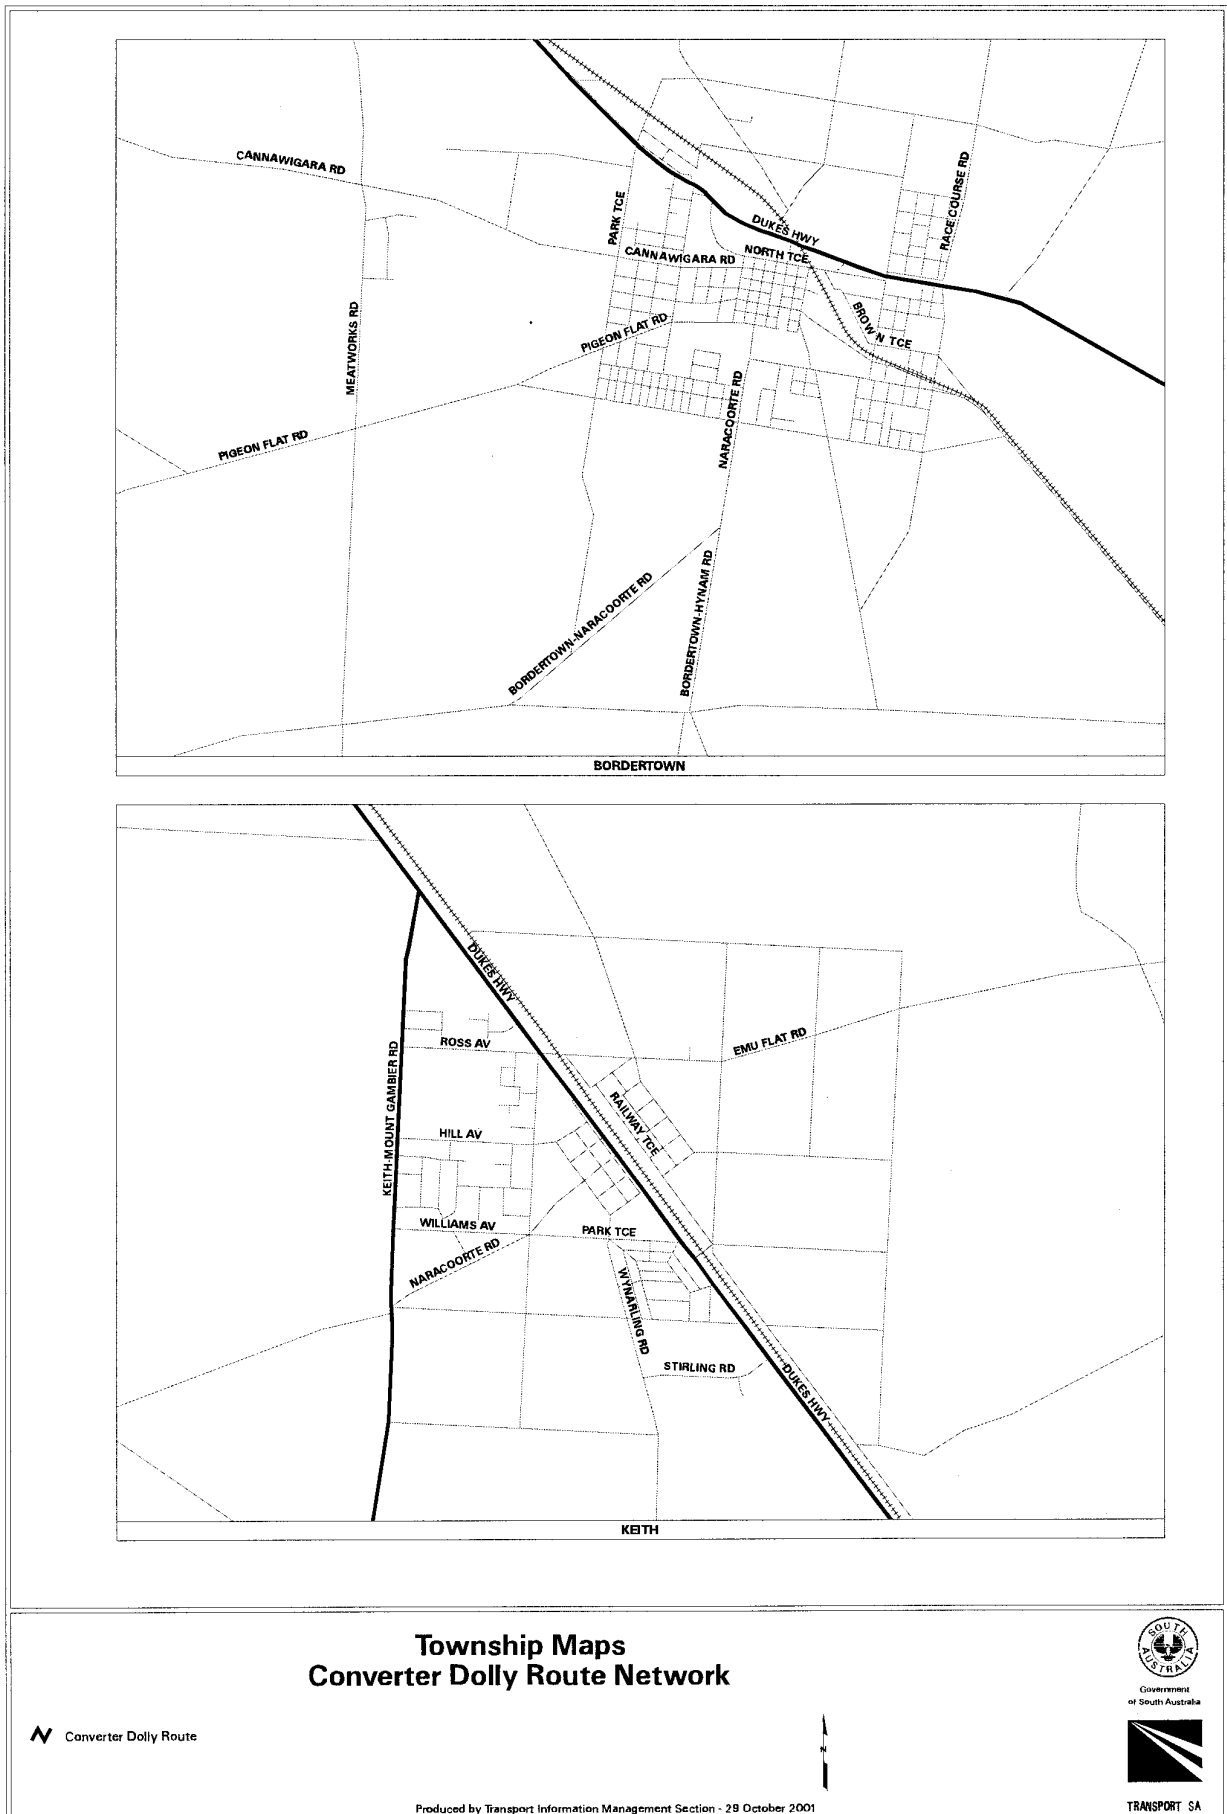 CANNAWIGARA RD
PARK TCE
RACE COURSE RD
DUKES HWY
NORTH TCE
CANNAWIGARA RD
MEATWORKS RD
PIGEON FLAT RD
BROWN TCE
NARACOORTE RD
PIGEON FLAT RD
BORDERTOWN-NARACOORTE RD
BORDERTOWN-HYNAM RD
BORDERTOWN
DUKES HWY
ROSS AV
EMU FLAT RD
KEITH-MOUNT GAMBIER RD
RAILWAY TCE
HILL AV
WILLIAMS AV
PARK TCE
NARACOORTE RD
WYNARLING RD
STIRLING RD
DUKES HWY
KEITH
Township Maps
Converter Dolly Route Network
SOUTH AUSTRALIA
Government
of South Australia
Converter Dolly Route
N
TRANSPORT SA
Produced by Transport Information Management Section - 29 October 2001